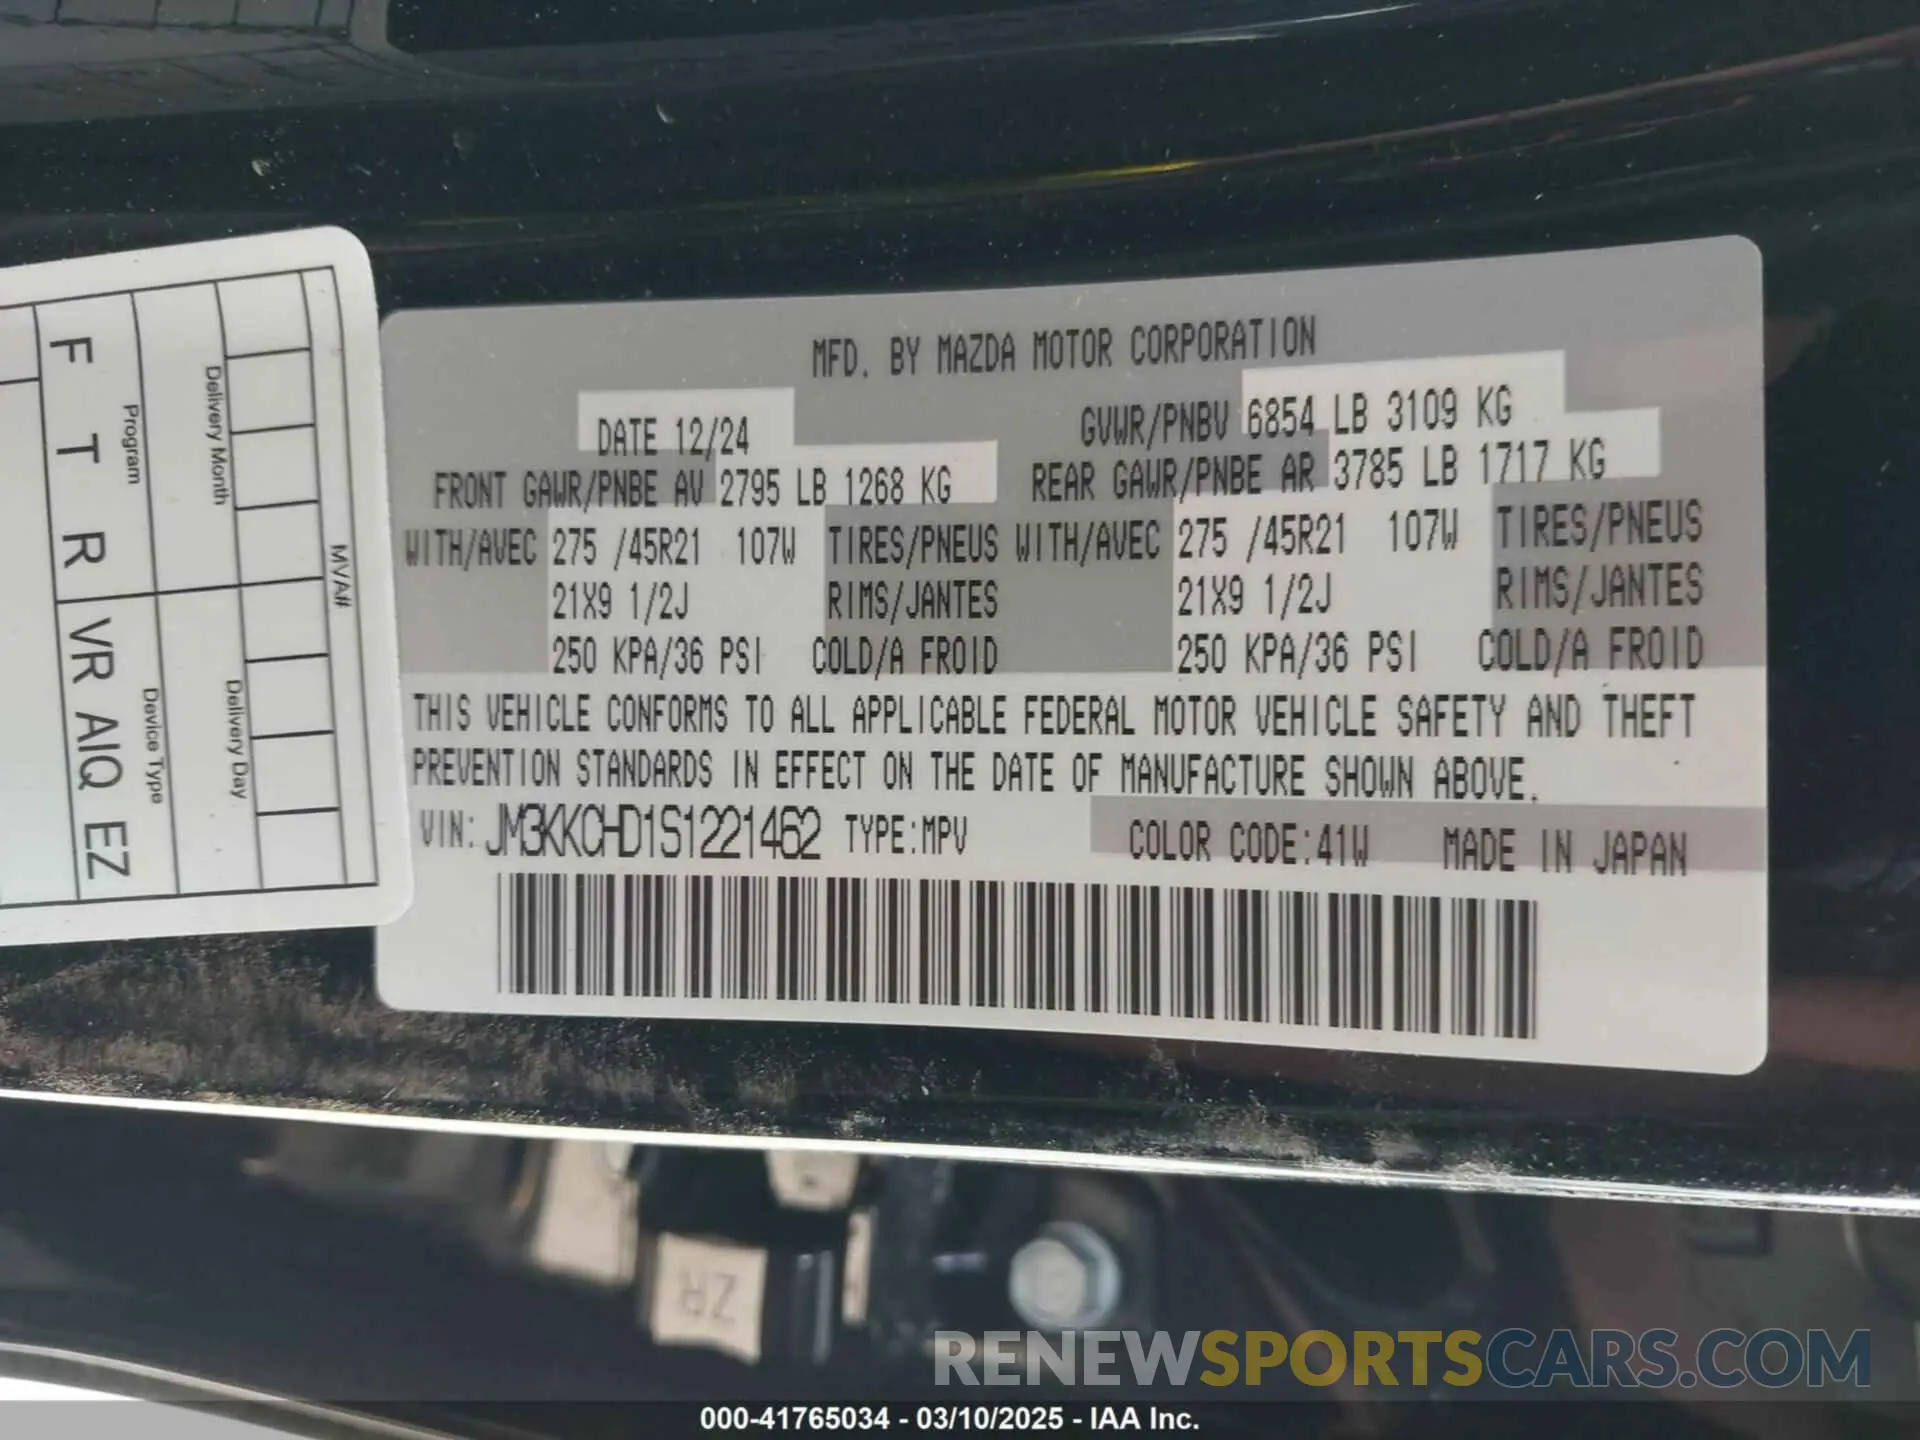 MFD. BY MAZDA MOTOR CORPORATION
DATE 12/24 GVWR/PNBV 6854 LB 3109 KG
FRONT GAWR/PNBE AV 2795 LB 1268 KG REAR GAWR/PNBE AR 3785 LB 1717 KG
WITH/AVEC 275 /45R21 107W TIRES/PNEUS WITH/AVEC 275 /45R21 107W TIRES/PNEUS
21X9 1/2J RIMS/JANTES 21X9 1/2J RIMS/JANTES
250 KPA/36 PSI COLD/A FROID 250 KPA/36 PSI COLD/A FROID
THIS VEHICLE CONFORMS TO ALL APPLICABLE FEDERAL MOTOR VEHICLE SAFETY AND THEFT
PREVENTION STANDARDS IN EFFECT ON THE DATE OF MANUFACTURE SHOWN ABOVE.
VIN: JM3KKCHD1S1221462 TYPE:MPV COLOR CODE:41W MADE IN JAPAN
MVA#
Delivery Month Delivery Day
Program Device Type
F T R VR AIQ EZ
ZR
RENEWSPORTSCARS.COM
000-41765034 - 03/10/2025 - IAA Inc.